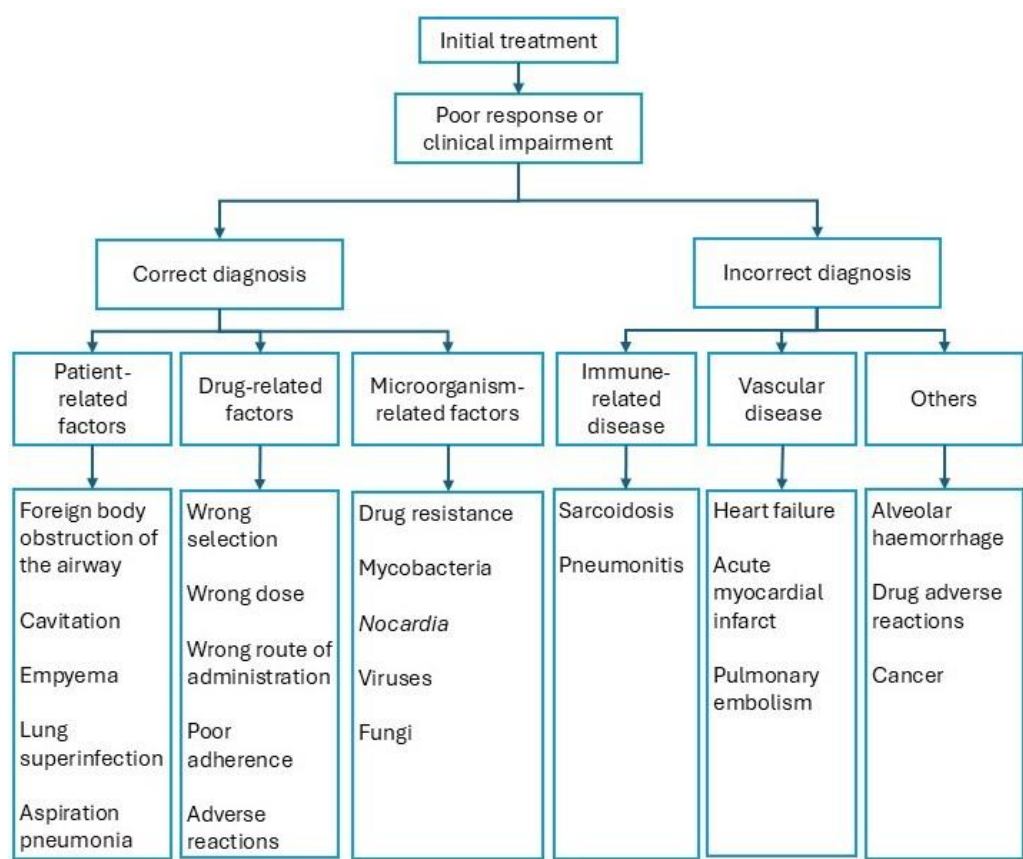 Initial treatment
Poor response or
clinical impairment
Correct diagnosis
Incorrect diagnosis
Patient-
related
factors
Drug-related
factors
Microorganism-
related factors
Immune-
related
disease
Vascular
disease
Others
Foreign body
obstruction of
the airway
Cavitation
Empyema
Lung
superinfection
Aspiration
pneumonia
Wrong
selection
Wrong dose
Wrong route of
administration
Poor
adherence
Adverse
reactions
Drug resistance
Mycobacteria
Nocardia
Viruses
Fungi
Sarcoidosis
Pneumonitis
Heart failure
Acute
myocardial
infarct
Pulmonary
embolism
Alveolar
haemorrhage
Drug adverse
reactions
Cancer